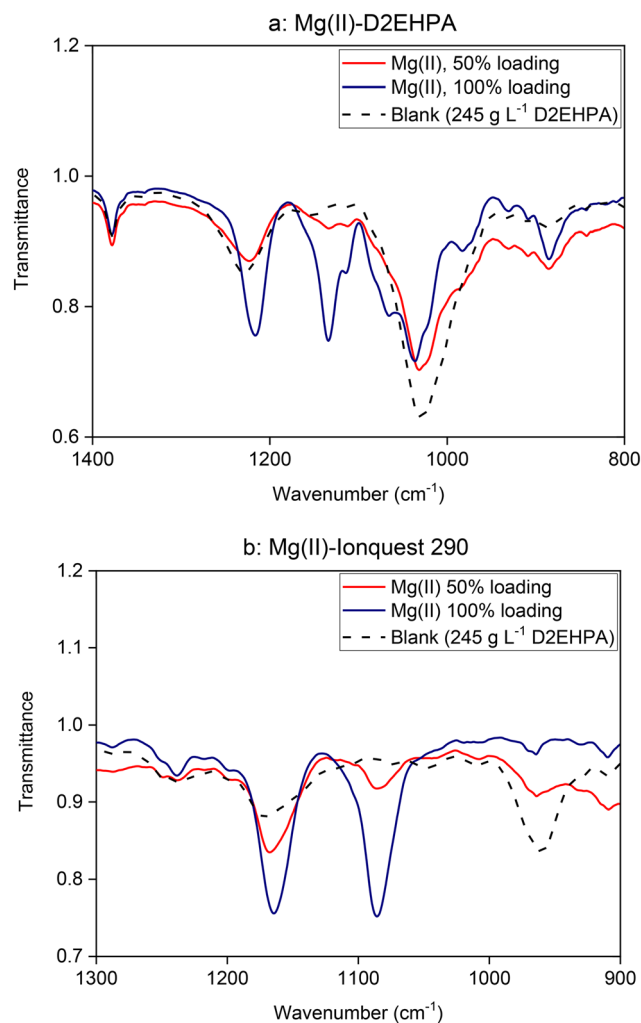 a: Mg(II)-D2EHPA
1.2
Mg(II), 50% loading
Mg(II), 100% loading
Blank (245 g L⁻¹ D2EHPA)
1.0
Transmittance
0.8
0.6
1400 1200 1000 800
Wavenumber (cm⁻¹)
b: Mg(II)-Ionquest 290
1.2
Mg(II) 50% loading
Mg(II) 100% loading
Blank (245 g L⁻¹ D2EHPA)
1.1
1.0
Transmittance
0.9
0.8
0.7
1300 1200 1100 1000 900
Wavenumber (cm⁻¹)